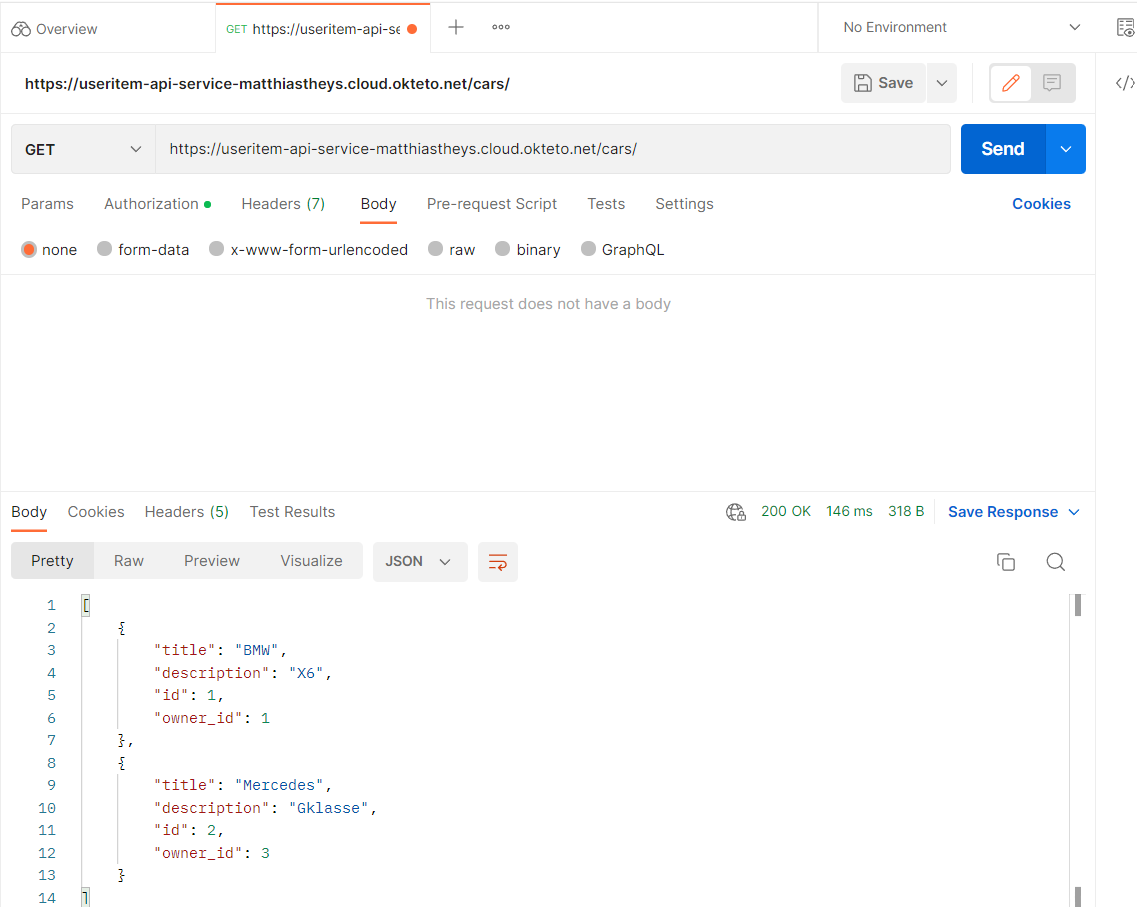 Overview
GET https://useritem-api-se
No Environment
https://useritem-api-service-matthiastheys.cloud.okteto.net/cars/
Save
GET
https://useritem-api-service-matthiastheys.cloud.okteto.net/cars/
Send
Params Authorization Headers (7) Body Pre-request Script Tests Settings Cookies
none form-data x-www-form-urlencoded raw binary GraphQL
This request does not have a body
Body Cookies Headers (5) Test Results 200 OK 146 ms 318 B Save Response
Pretty Raw Preview Visualize JSON
1 [
2 {
3 "title": "BMW",
4 "description": "X6",
5 "id": 1,
6 "owner_id": 1
7 },
8 {
9 "title": "Mercedes",
10 "description": "Gklasse",
11 "id": 2,
12 "owner_id": 3
13 }
14 ]